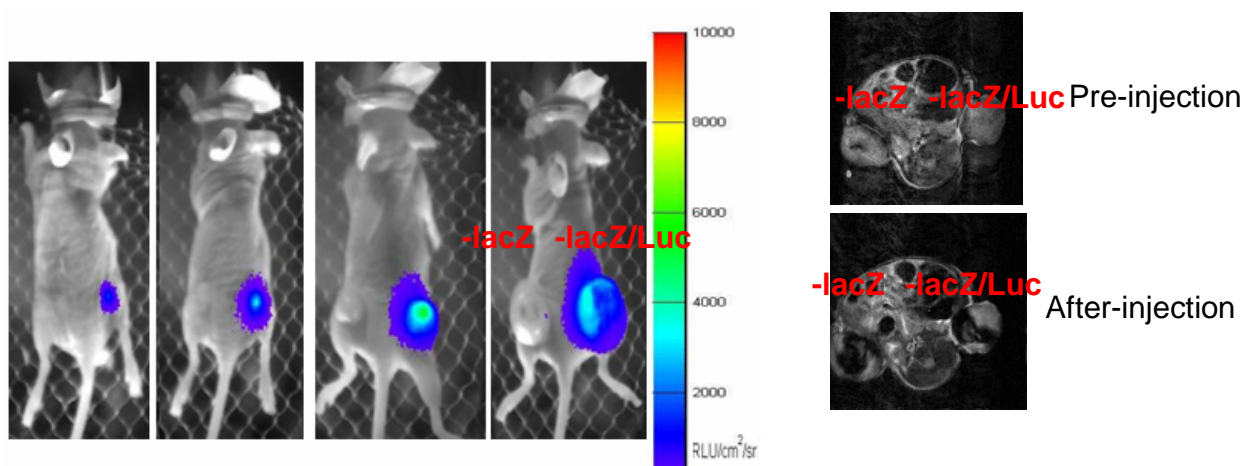 10000
8000
6000
4000
2000
RLU/cm²/sr
-lacZ -lacZ/Luc
-lacZ -lacZ/Luc Pre-injection
-lacZ -lacZ/Luc
After-injection